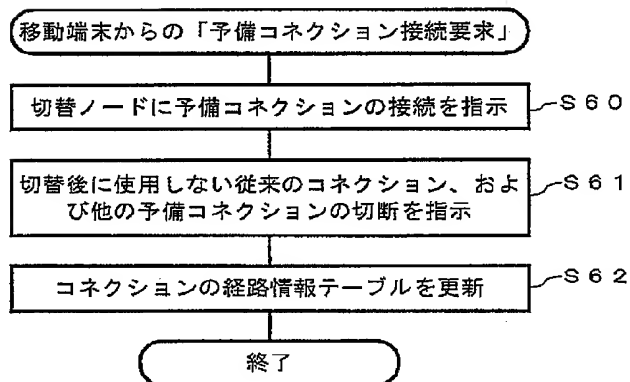 移動端末からの「予備コネクション接続要求」
切替ノードに予備コネクションの接続を指示
S60
切替後に使用しない従来のコネクション、およ
び他の予備コネクションの切断を指示
S61
コネクションの経路情報テーブルを更新
S62
終了